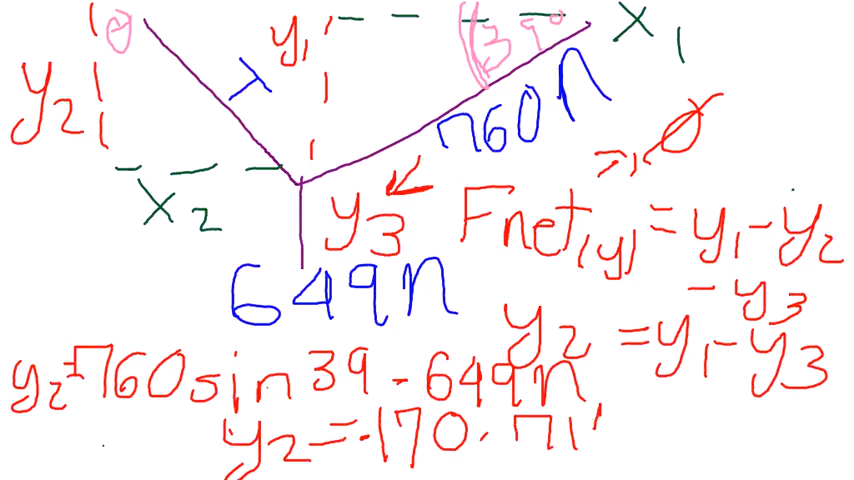 θ y₁ 39° X₁
y₂ T 760N
X₂ y₃ Fnet,(y) = y₁ - y₂ - y₃
649N
y₂ = y₁ - y₃
y₂ = 760 sin 39 - 649N
y₂ = -170.71